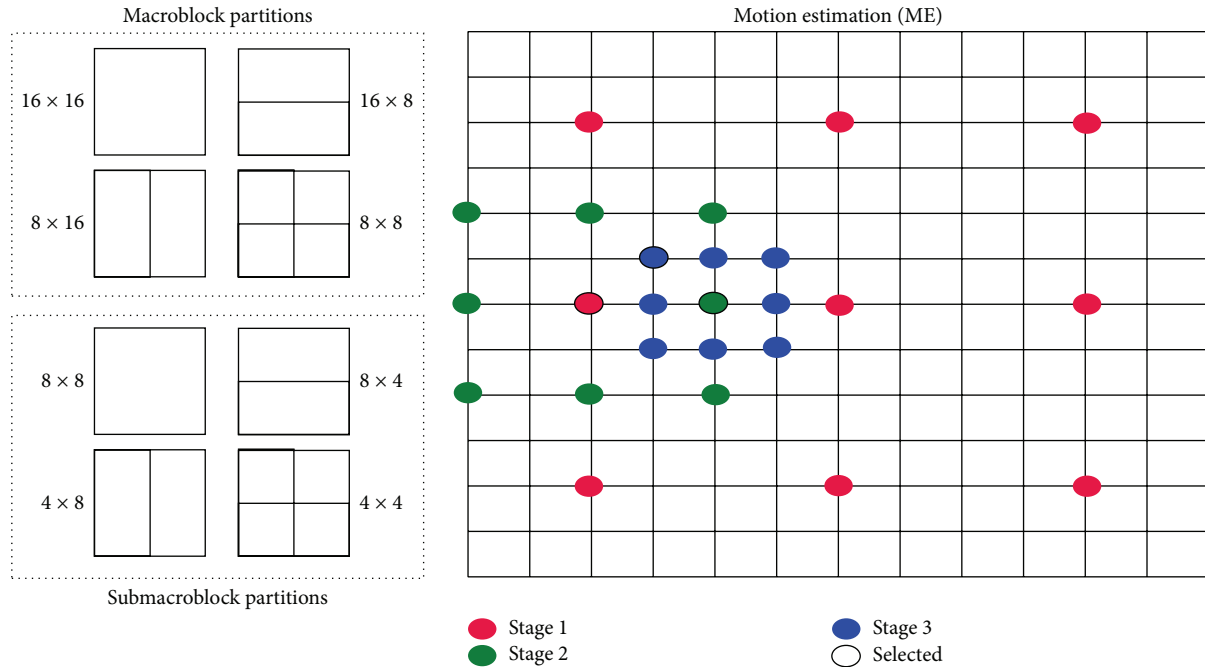 Macroblock partitions
16 × 16
16 × 8
8 × 16
8 × 8
8 × 8
8 × 4
4 × 8
4 × 4
Submacroblock partitions
Motion estimation (ME)
Stage 1
Stage 2
Stage 3
Selected